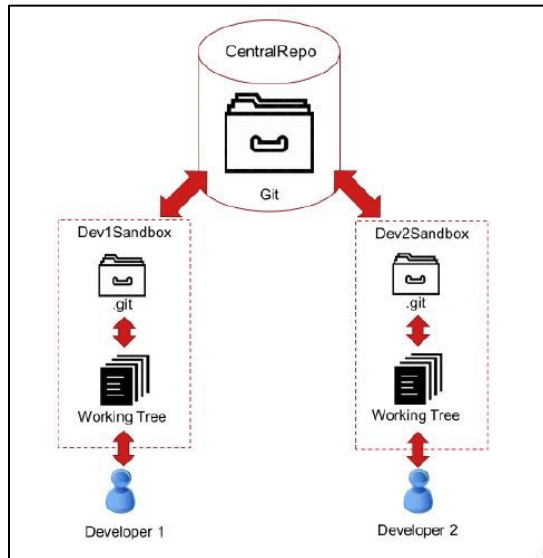 CentralRepo
Git
Dev1Sandbox
.git
Working Tree
Developer 1
Dev2Sandbox
.git
Working Tree
Developer 2